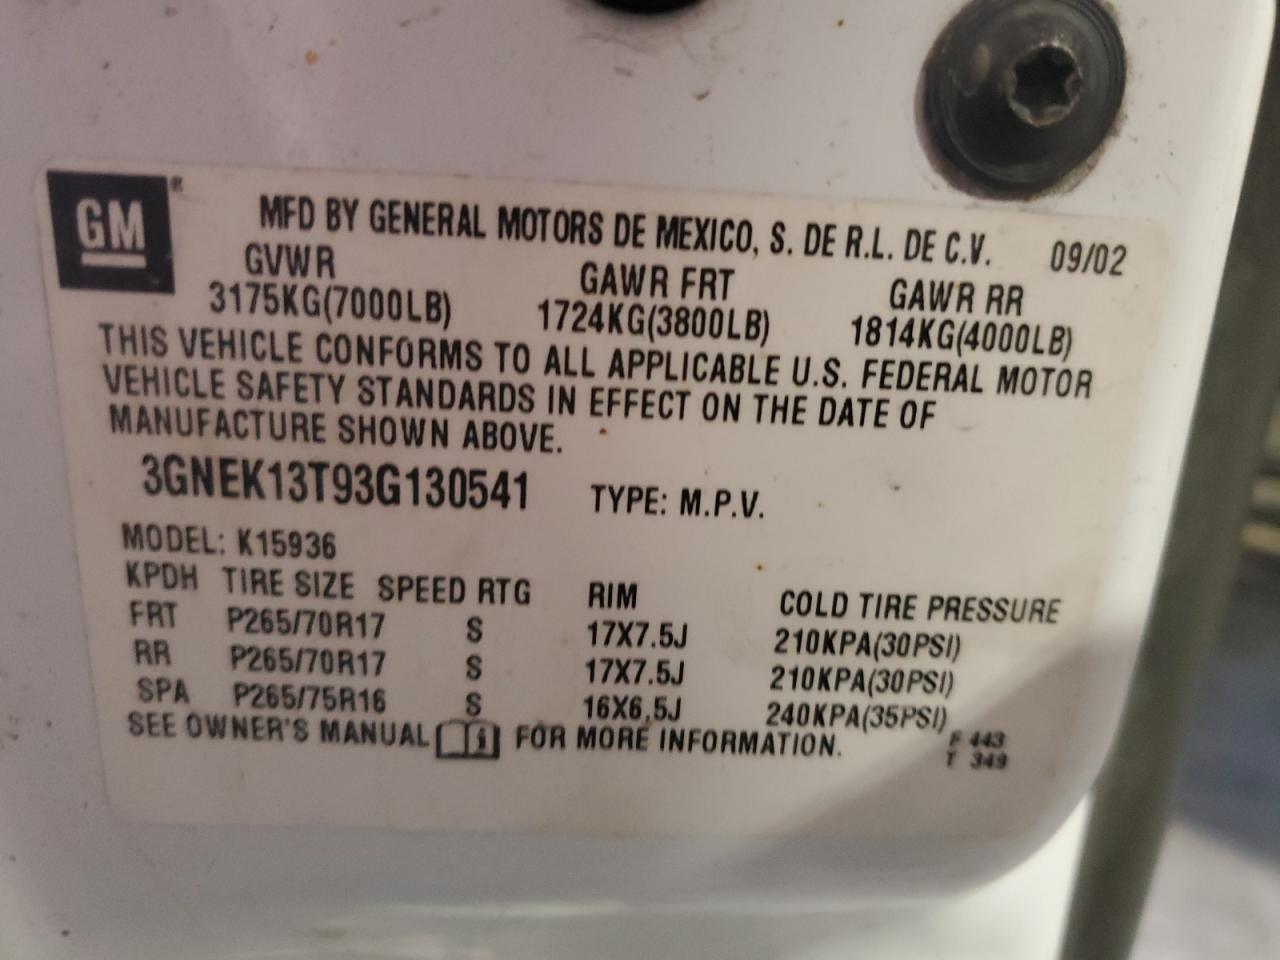 GM ®
MFD BY GENERAL MOTORS DE MEXICO, S. DE R.L. DE C.V. 09/02
GVWR GAWR FRT GAWR RR
3175KG(7000LB) 1724KG(3800LB) 1814KG(4000LB)
THIS VEHICLE CONFORMS TO ALL APPLICABLE U.S. FEDERAL MOTOR
VEHICLE SAFETY STANDARDS IN EFFECT ON THE DATE OF
MANUFACTURE SHOWN ABOVE.
3GNEK13T93G130541 TYPE: M.P.V.
MODEL: K15936
KPDH TIRE SIZE SPEED RTG RIM COLD TIRE PRESSURE
FRT P265/70R17 S 17X7.5J 210KPA(30PSI)
RR P265/70R17 S 17X7.5J 210KPA(30PSI)
SPA P265/75R16 S 16X6,5J 240KPA(35PSI)
SEE OWNER'S MANUAL i FOR MORE INFORMATION.
F 443
T 349